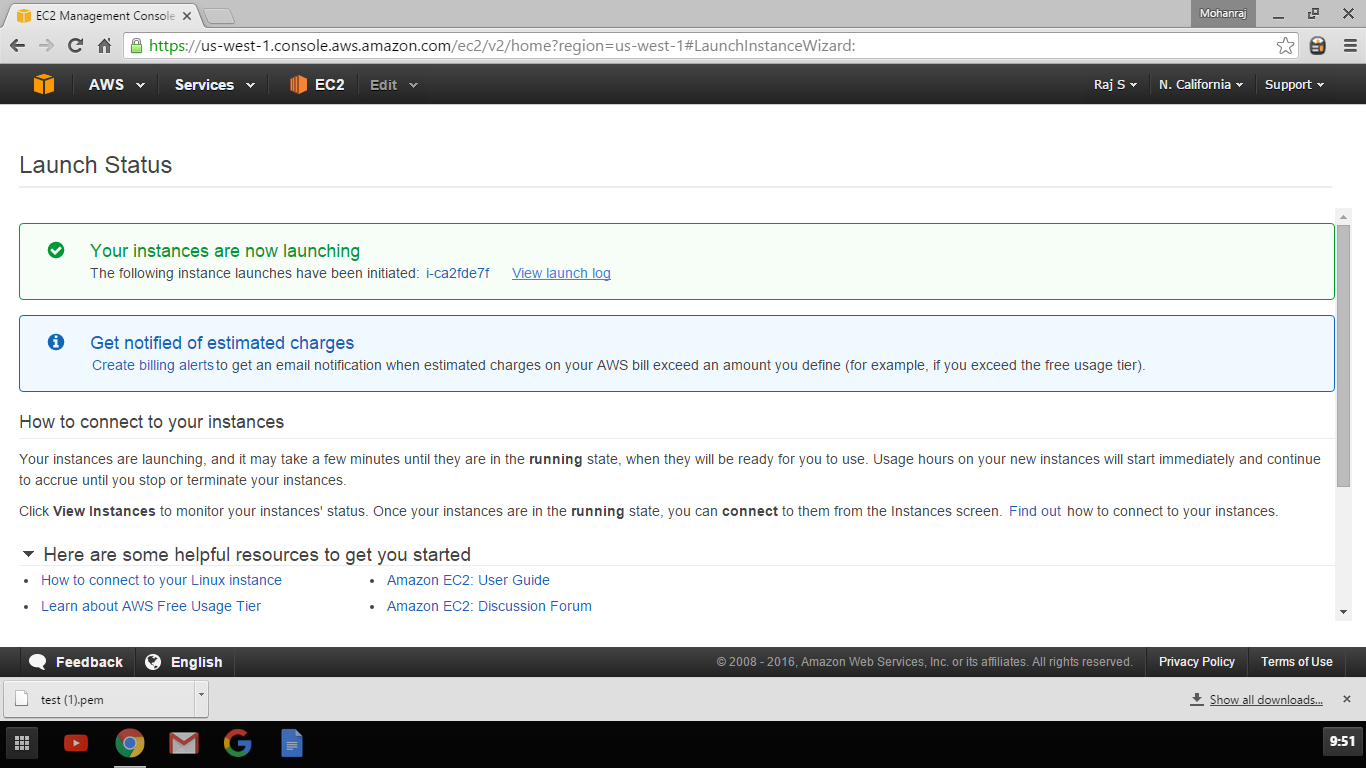 EC2 Management Console
Mohanraj
https://us-west-1.console.aws.amazon.com/ec2/v2/home?region=us-west-1#LaunchInstanceWizard:
AWS Services EC2 Edit Raj S N. California Support
Launch Status
Your instances are now launching
The following instance launches have been initiated: i-ca2fde7f View launch log
Get notified of estimated charges
Create billing alerts to get an email notification when estimated charges on your AWS bill exceed an amount you define (for example, if you exceed the free usage tier).
How to connect to your instances
Your instances are launching, and it may take a few minutes until they are in the running state, when they will be ready for you to use. Usage hours on your new instances will start immediately and continue
to accrue until you stop or terminate your instances.
Click View Instances to monitor your instances' status. Once your instances are in the running state, you can connect to them from the Instances screen. Find out how to connect to your instances.
Here are some helpful resources to get you started
• How to connect to your Linux instance • Amazon EC2: User Guide
• Learn about AWS Free Usage Tier • Amazon EC2: Discussion Forum
Feedback English © 2008 - 2016, Amazon Web Services, Inc. or its affiliates. All rights reserved. Privacy Policy Terms of Use
test (1).pem Show all downloads...
9:51